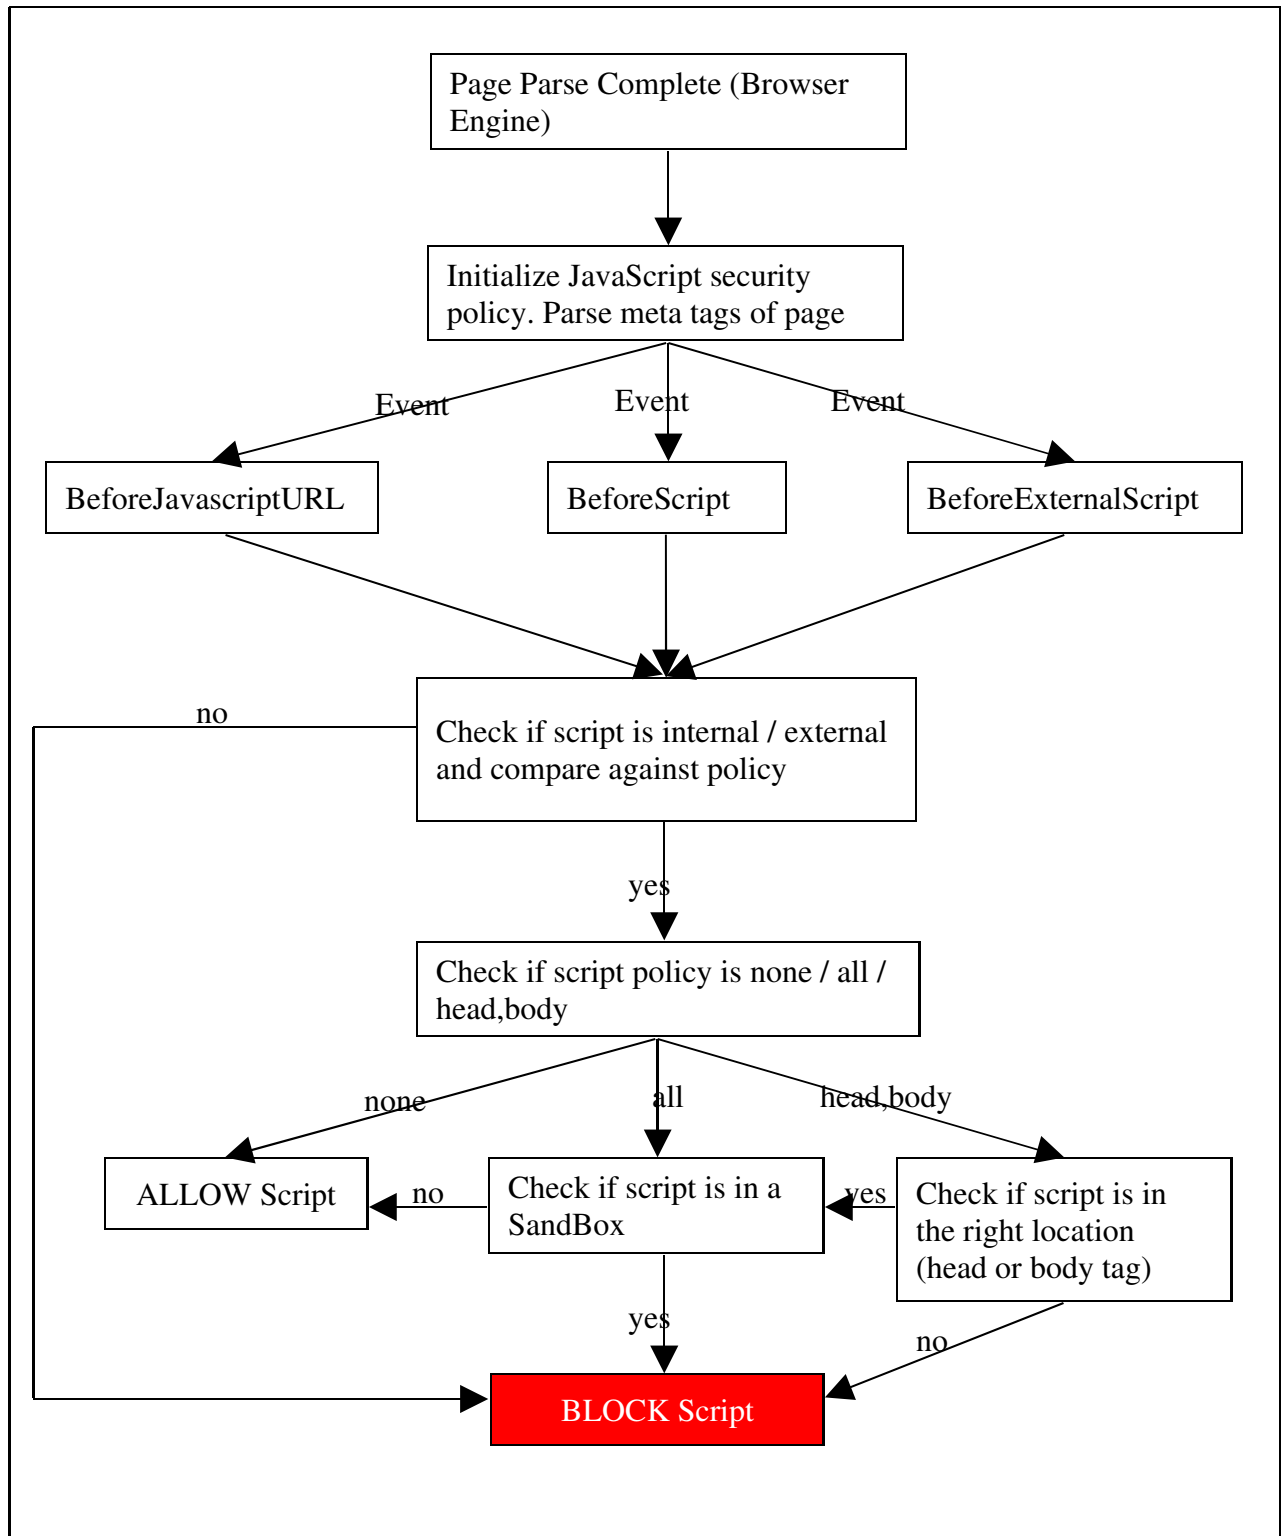 Page Parse Complete (Browser
Engine)
Initialize JavaScript security
policy. Parse meta tags of page
Event
Event
Event
BeforeJavascriptURL
BeforeScript
BeforeExternalScript
no
Check if script is internal / external
and compare against policy
yes
Check if script policy is none / all /
head,body
none
all
head,body
ALLOW Script
no
Check if script is in a
SandBox
yes
Check if script is in
the right location
(head or body tag)
yes
no
BLOCK Script